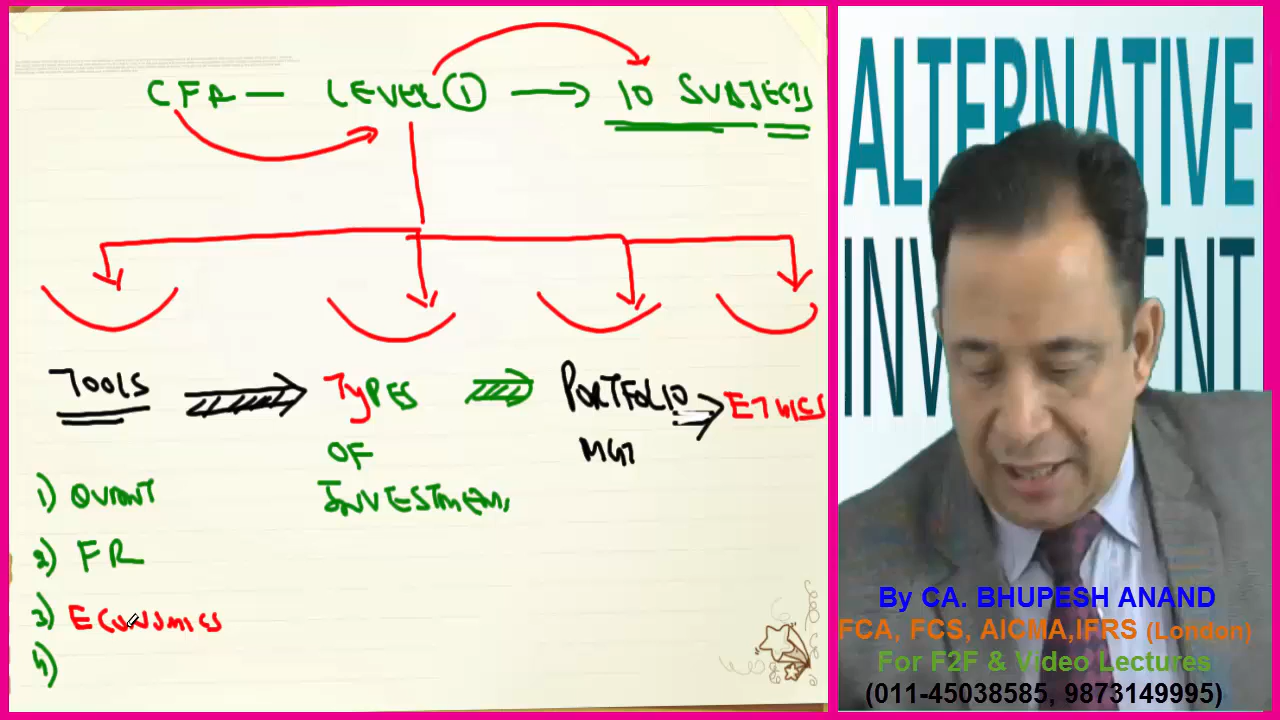 CFA — LEVEL 1 → 10 SUBJECTS
TOOLS
TyPES
OF
INVESTMENT
PORTFOLIO
MGT
ETHICS
1) QUANT
2) FR
3) ECONOMICS
4)
ALTERNATIVE
By CA. BHUPESH ANAND
FCA, FCS, AICMA,IFRS (London)
For F2F & Video Lectures
(011-45038585, 9873149995)